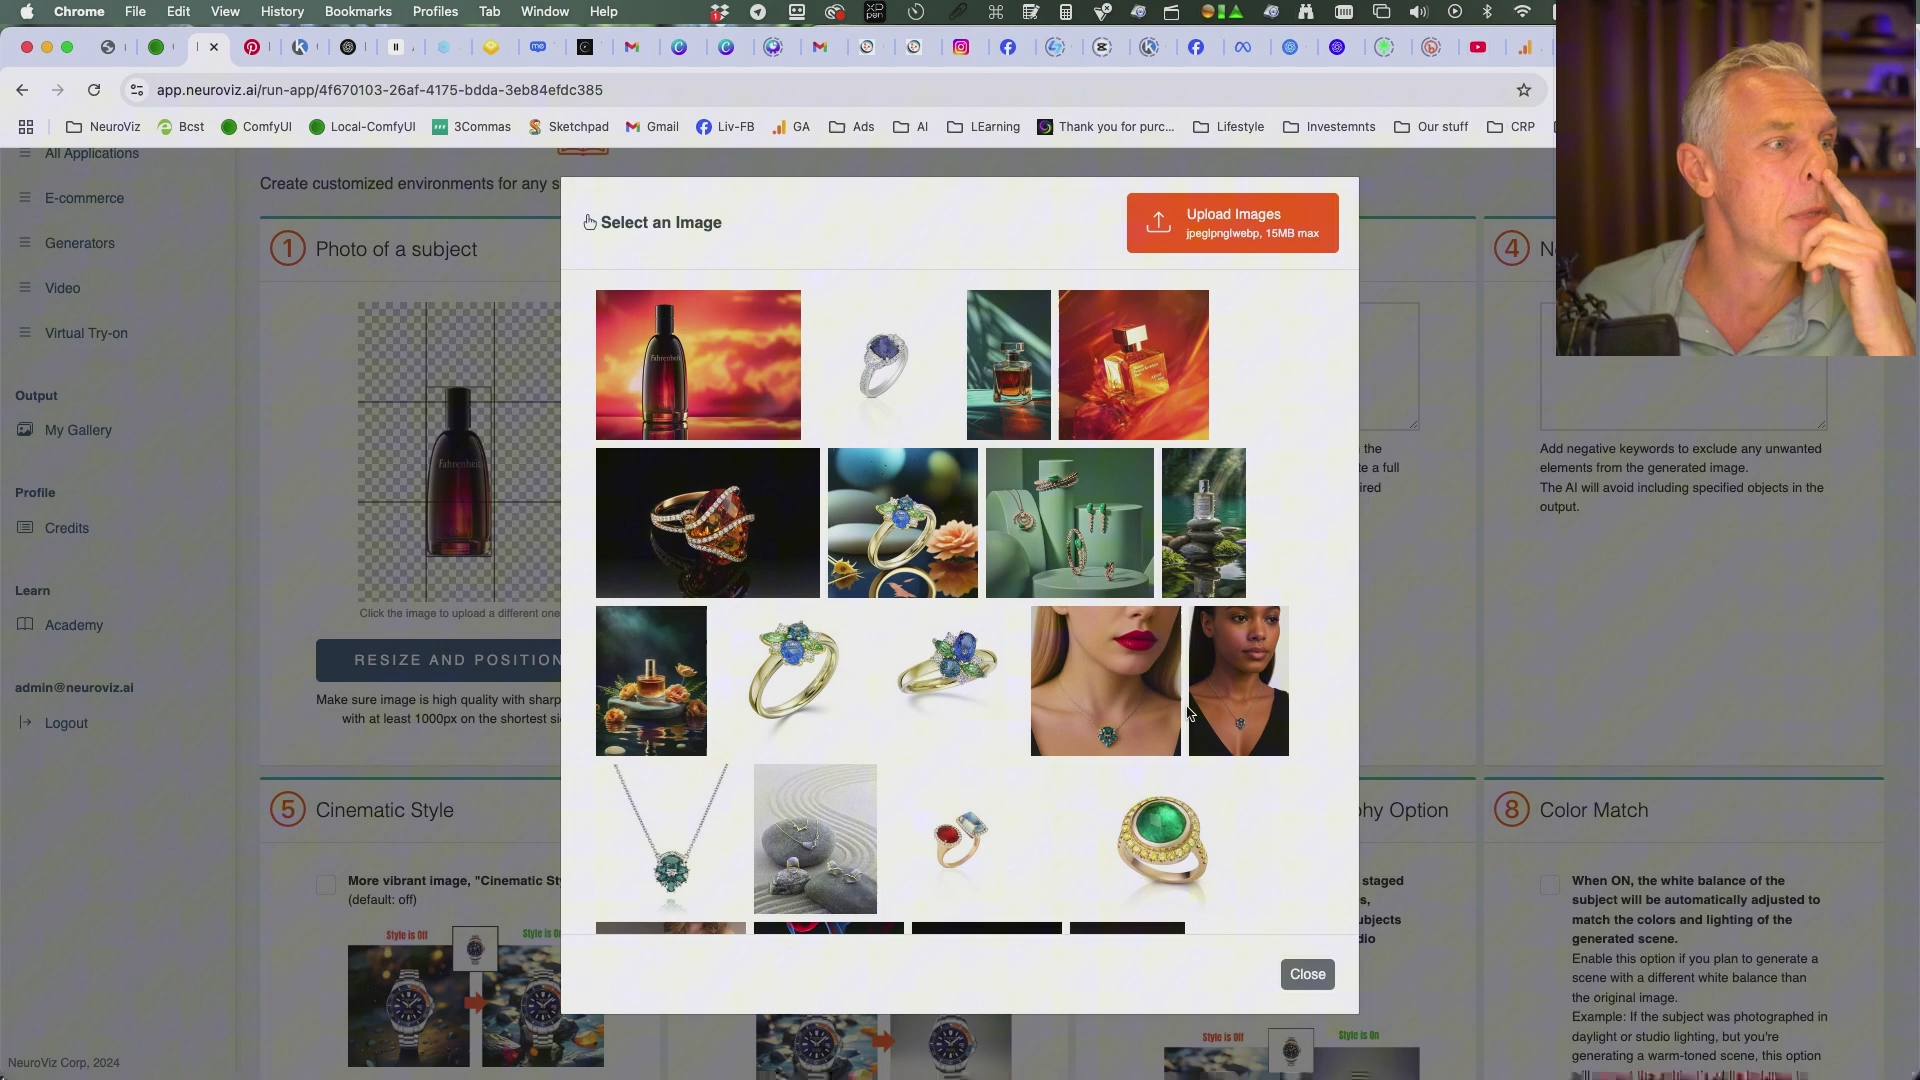 Chrome File Edit View History Bookmarks Profiles Tab Window Help
app.neuroviz.ai/run-app/4f670103-26af-4175-bdda-3eb84efdc385
NeuroViz Bcst ComfyUI Local-ComfyUI 3Commas Sketchpad Gmail Liv-FB GA Ads AI LEarning Thank you for purc... Lifestyle Investemnts Our stuff CRP
All Applications
E-commerce
Generators
Video
Virtual Try-on
Output
My Gallery
Profile
Credits
Learn
Academy
admin@neuroviz.ai
Logout
NeuroViz Corp, 2024
Create customized environments for any s
1 Photo of a subject
Fahrenheit
Click the image to upload a different one
RESIZE AND POSITION
Make sure image is high quality with sharp
with at least 1000px on the shortest si
Select an Image
Upload Images
jpeg|png|webp, 15MB max
Fahrenheit
Close
4 N
the
te a full
ired
Add negative keywords to exclude any unwanted
elements from the generated image.
The AI will avoid including specified objects in the
output.
5 Cinematic Style
More vibrant image, "Cinematic St
(default: off)
Style is Off
Style is On
phy Option
staged
s,
ubjects
dio
Style is Off
Style is On
8 Color Match
When ON, the white balance of the
subject will be automatically adjusted to
match the colors and lighting of the
generated scene.
Enable this option if you plan to generate a
scene with a different white balance than
the original image.
Example: If the subject was photographed in
daylight or studio lighting, but you're
generating a warm-toned scene, this option